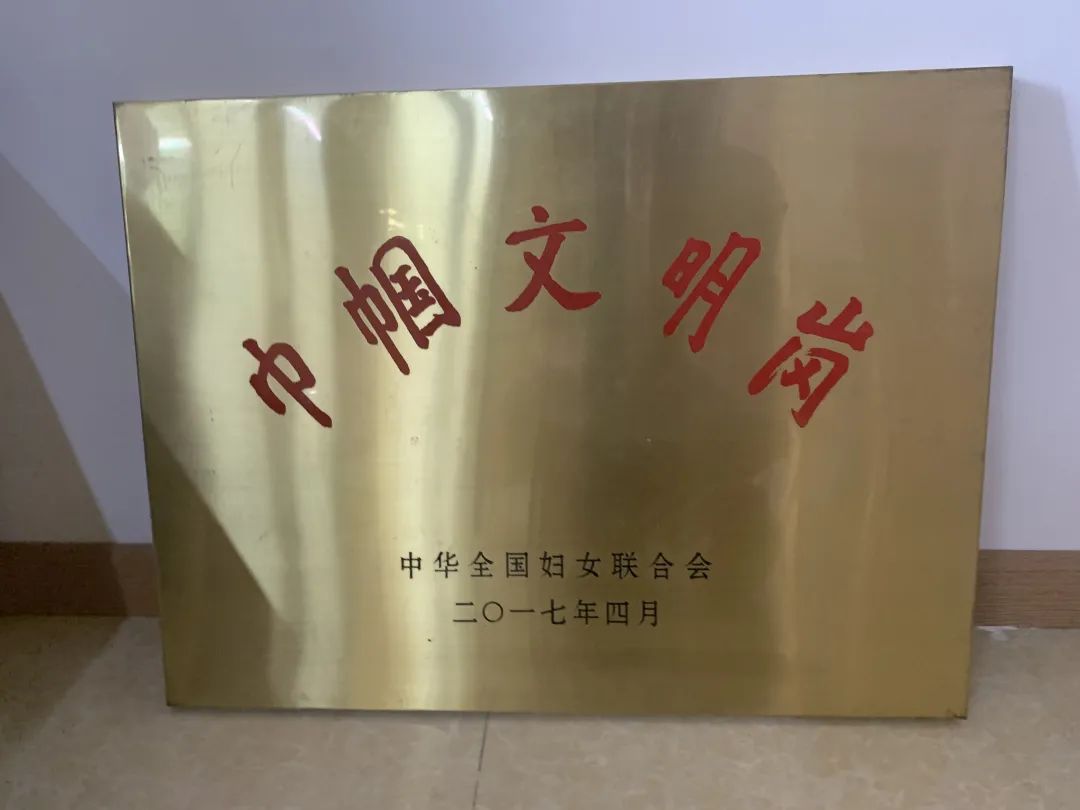 巾帼文明岗
中华全国妇女联合会
二〇一七年四月